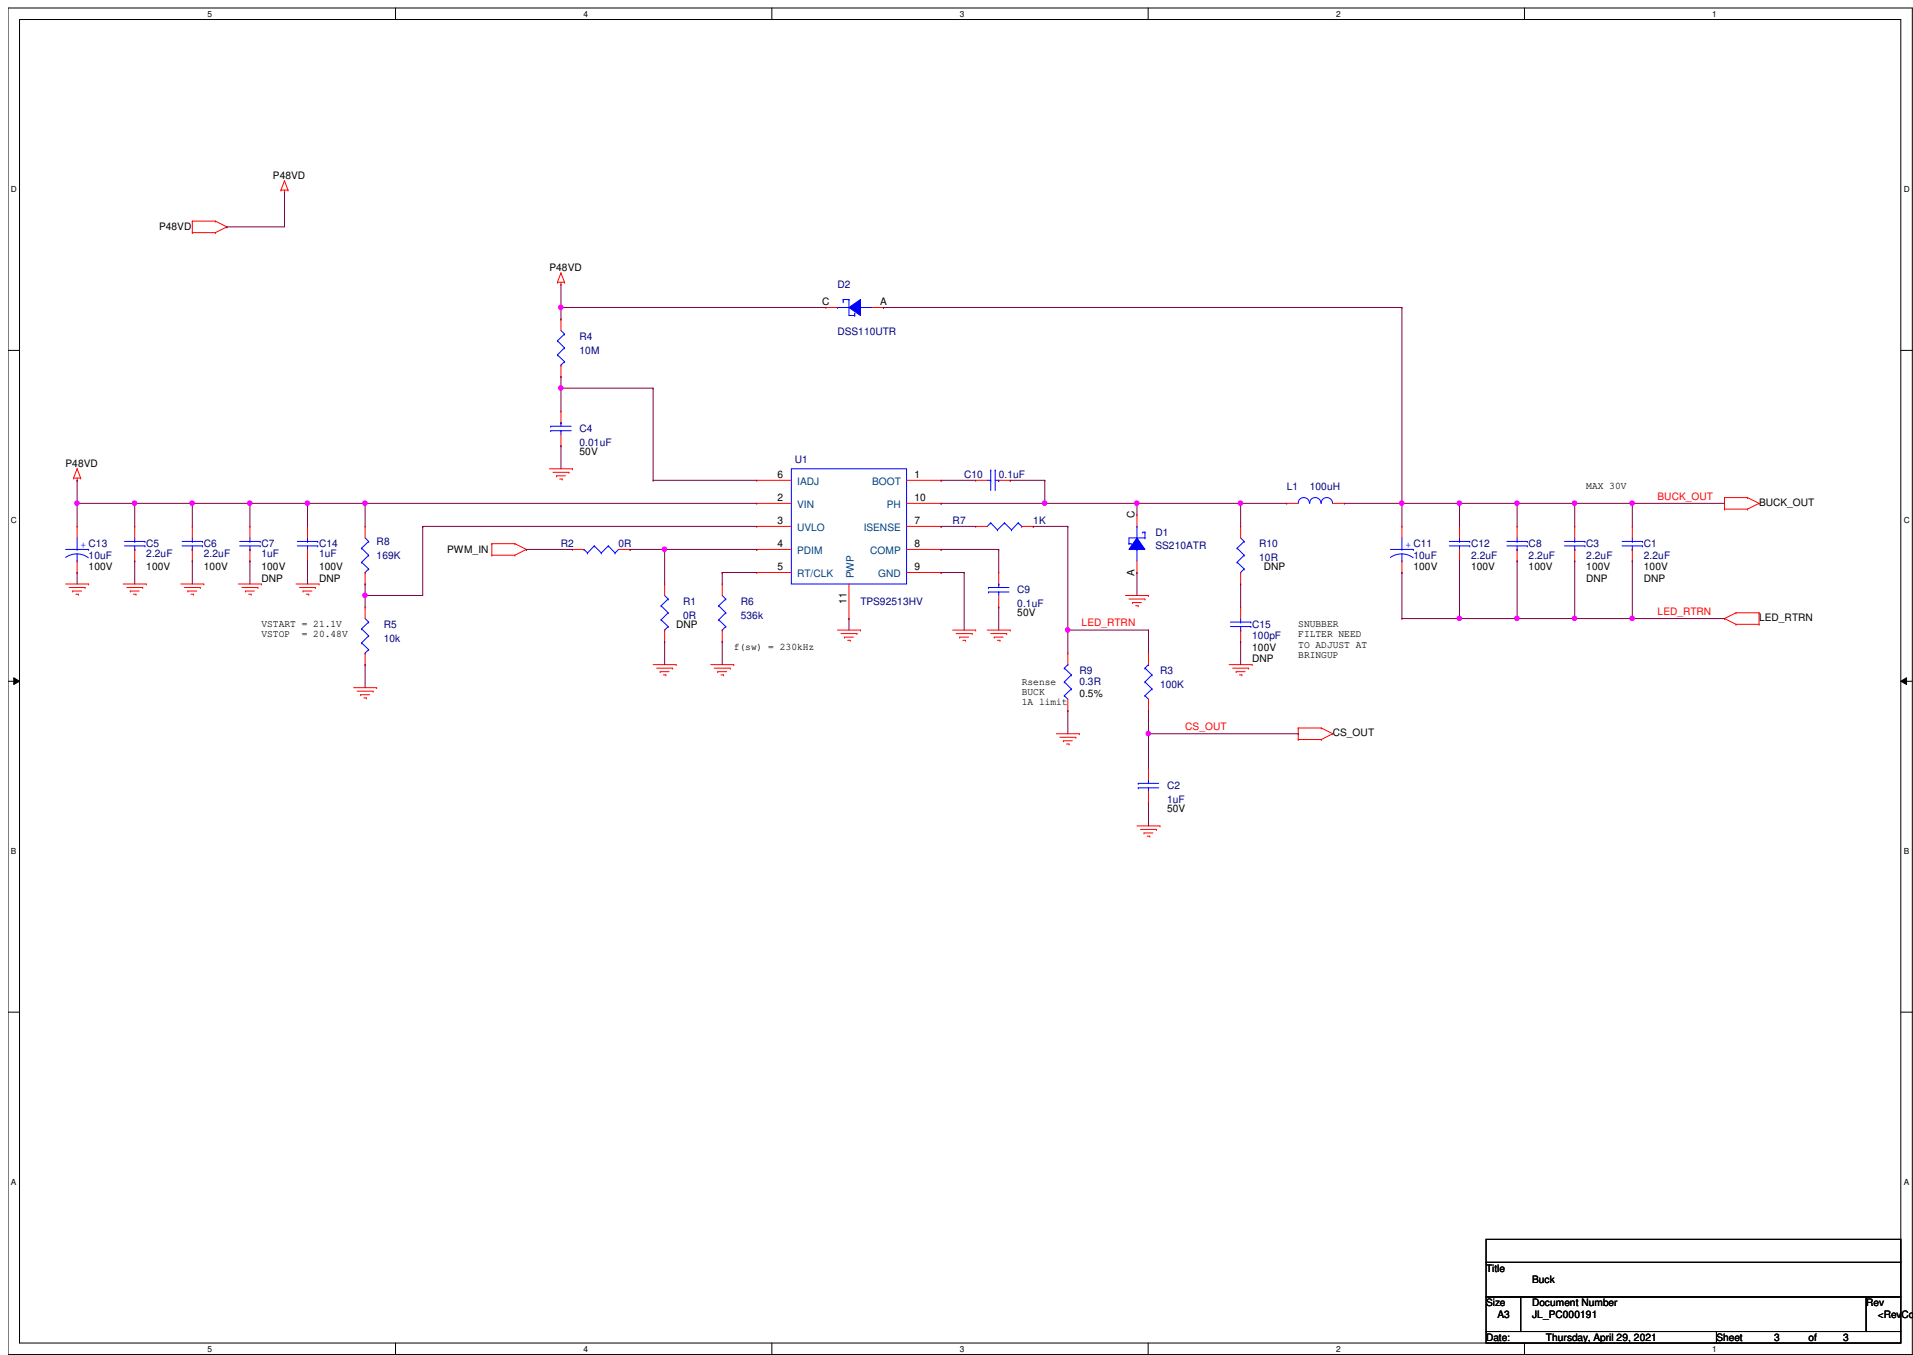 5 4 3 2 1
D D
P48VD
P48VD
P48VD
D2
C A
DSS110UTR
R4
10M
C4
0.01uF
50V
P48VD
U1
6 IADJ
2 VIN
3 UVLO
4 PDIM
5 RT/CLK
BOOT 1
PH 10
ISENSE 7
COMP 8
GND 9
PWP
11
TPS92513HV
C10 0.1uF
R7 1K
L1 100uH
MAX 30V
BUCK_OUT
BUCK_OUT
C C
C13
10uF
100V
+
C5
2.2uF
100V
C6
2.2uF
100V
C7
1uF
100V
DNP
C14
1uF
100V
DNP
R8
169K
PWM_IN
R2 0R
C
D1
SS210ATR
A
R10
10R
DNP
+
C11
10uF
100V
C12
2.2uF
100V
C8
2.2uF
100V
C3
2.2uF
100V
DNP
C1
2.2uF
100V
DNP
VSTART = 21.1V
VSTOP = 20.48V
R5
10k
R1
0R
DNP
R6
536k
f(sw) = 230kHz
C9
0.1uF
50V
LED_RTRN
C15
100pF
100V
DNP
SNUBBER
FILTER NEED
TO ADJUST AT
BRINGUP
LED_RTRN
LED_RTRN
Rsense
BUCK
1A limit
R9
0.3R
0.5%
R3
100K
CS_OUT
CS_OUT
C2
1uF
50V
B B
A A
Title
Buck
Size
A3
Document Number
JL_PC000191
Rev
Date: Thursday, April 29, 2021 Sheet 3 of 3
5 4 3 2 1